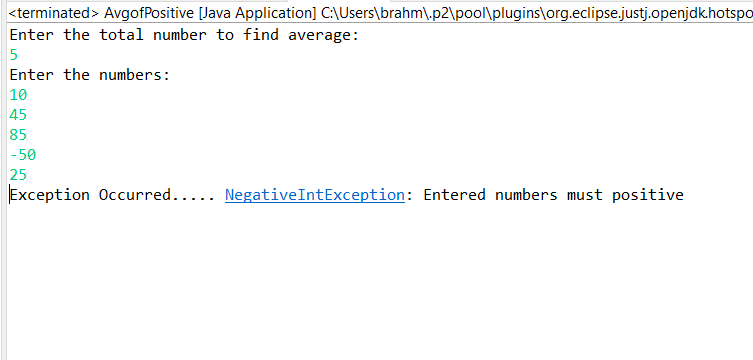 <terminated> AvgofPositive [Java Application] C:\Users\brahm\.p2\pool\plugins\org.eclipse.justj.openjdk.hotspo
Enter the total number to find average:
5
Enter the numbers:
10
45
85
-50
25
Exception Occurred..... NegativeIntException: Entered numbers must positive